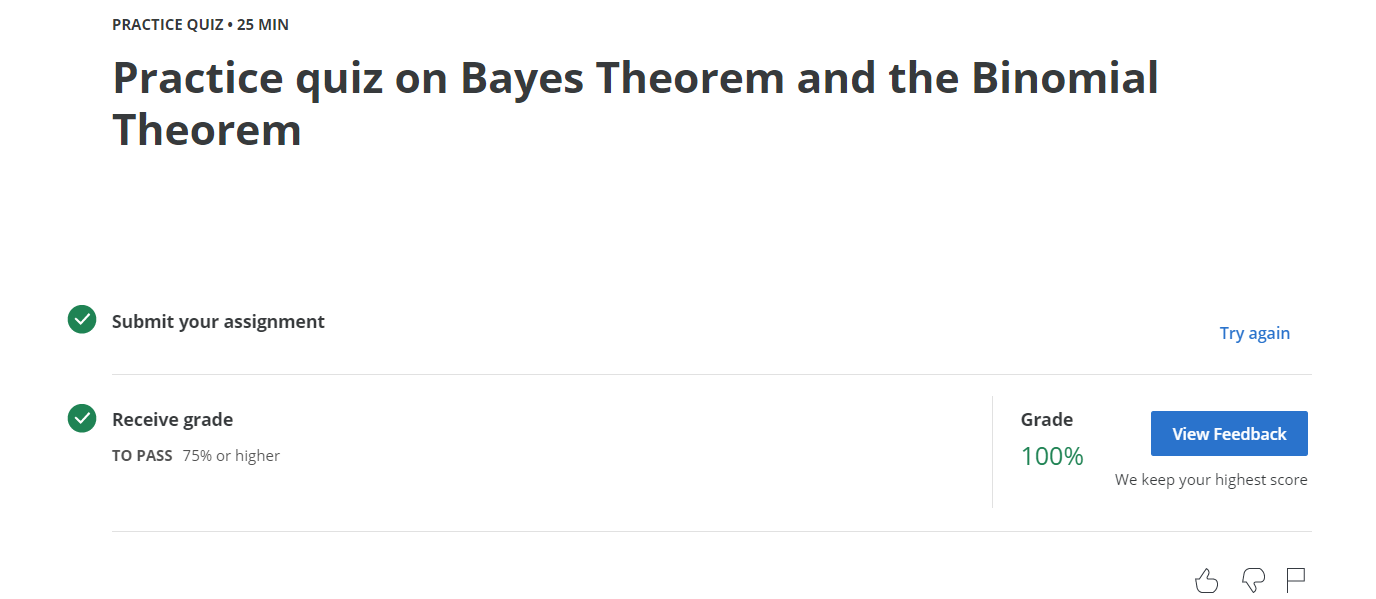 PRACTICE QUIZ • 25 MIN
Practice quiz on Bayes Theorem and the Binomial
Theorem
Submit your assignment
Try again
Receive grade
TO PASS 75% or higher
Grade
100%
View Feedback
We keep your highest score